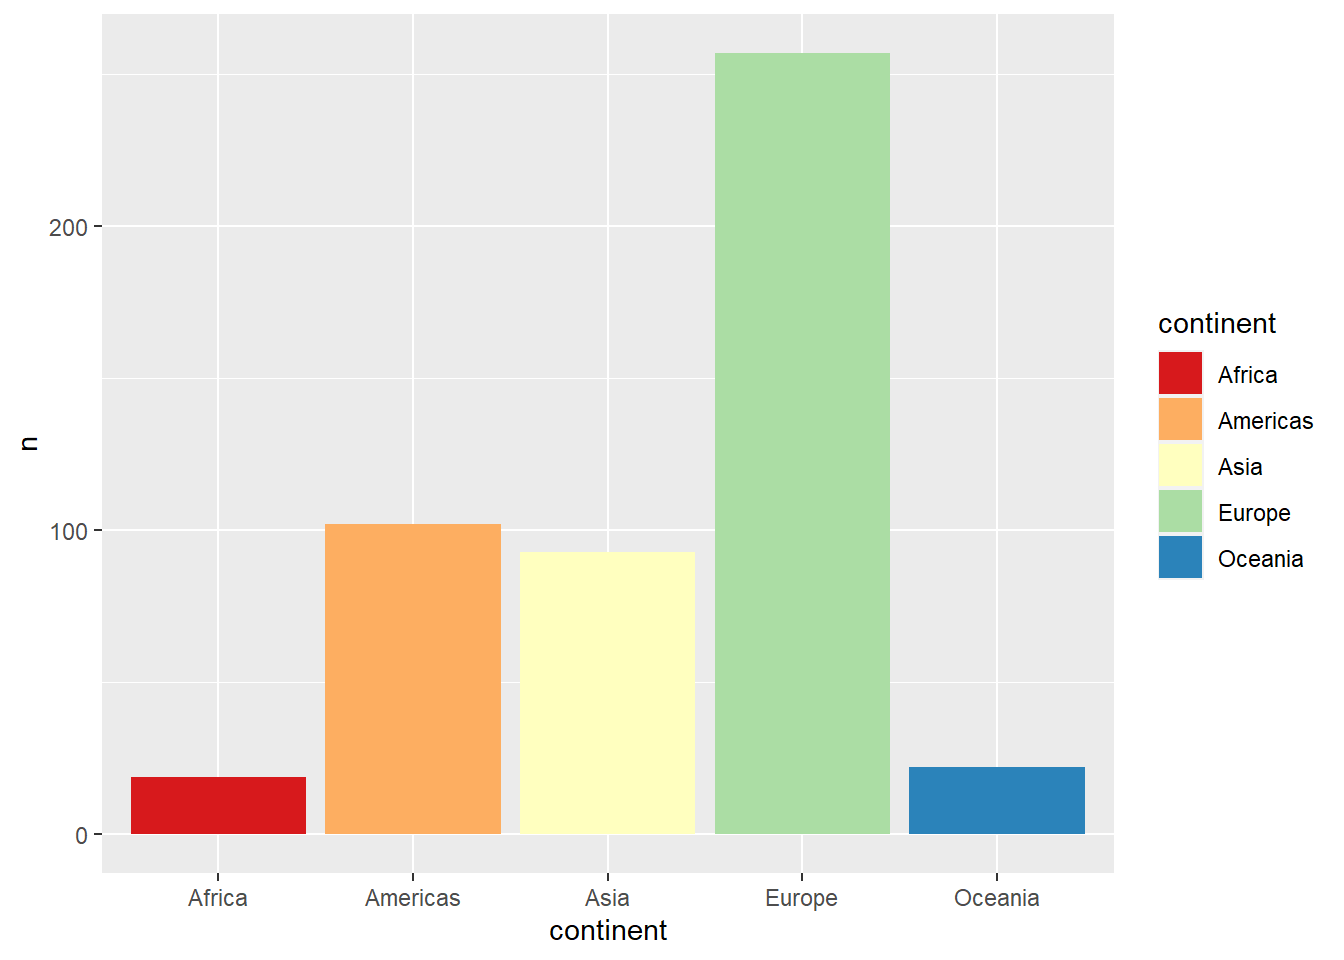 200
100
0
n
Africa
Americas
Asia
Europe
Oceania
continent
continent
Africa
Americas
Asia
Europe
Oceania